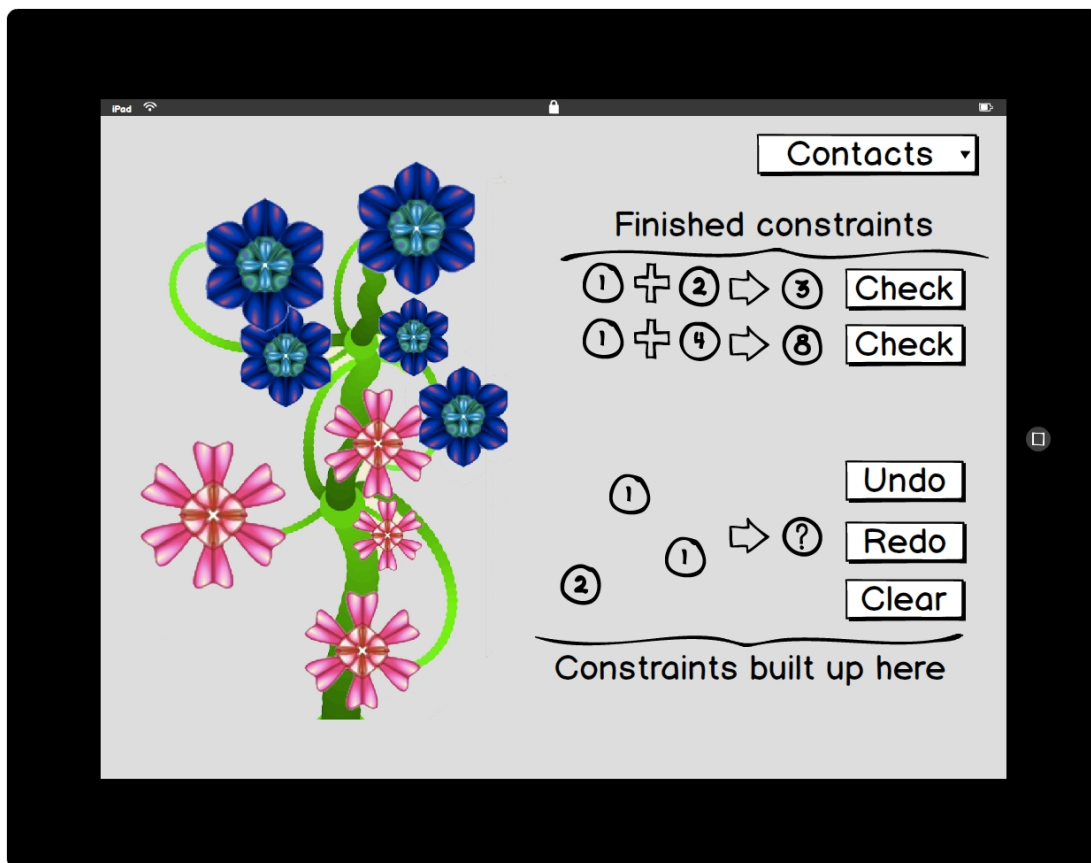 iPad
Contacts
Finished constraints
1 + 2 ⇨ 3 Check
1 + 4 ⇨ 8 Check
1
Undo
⇨ ?
1
Redo
2
Clear
Constraints built up here